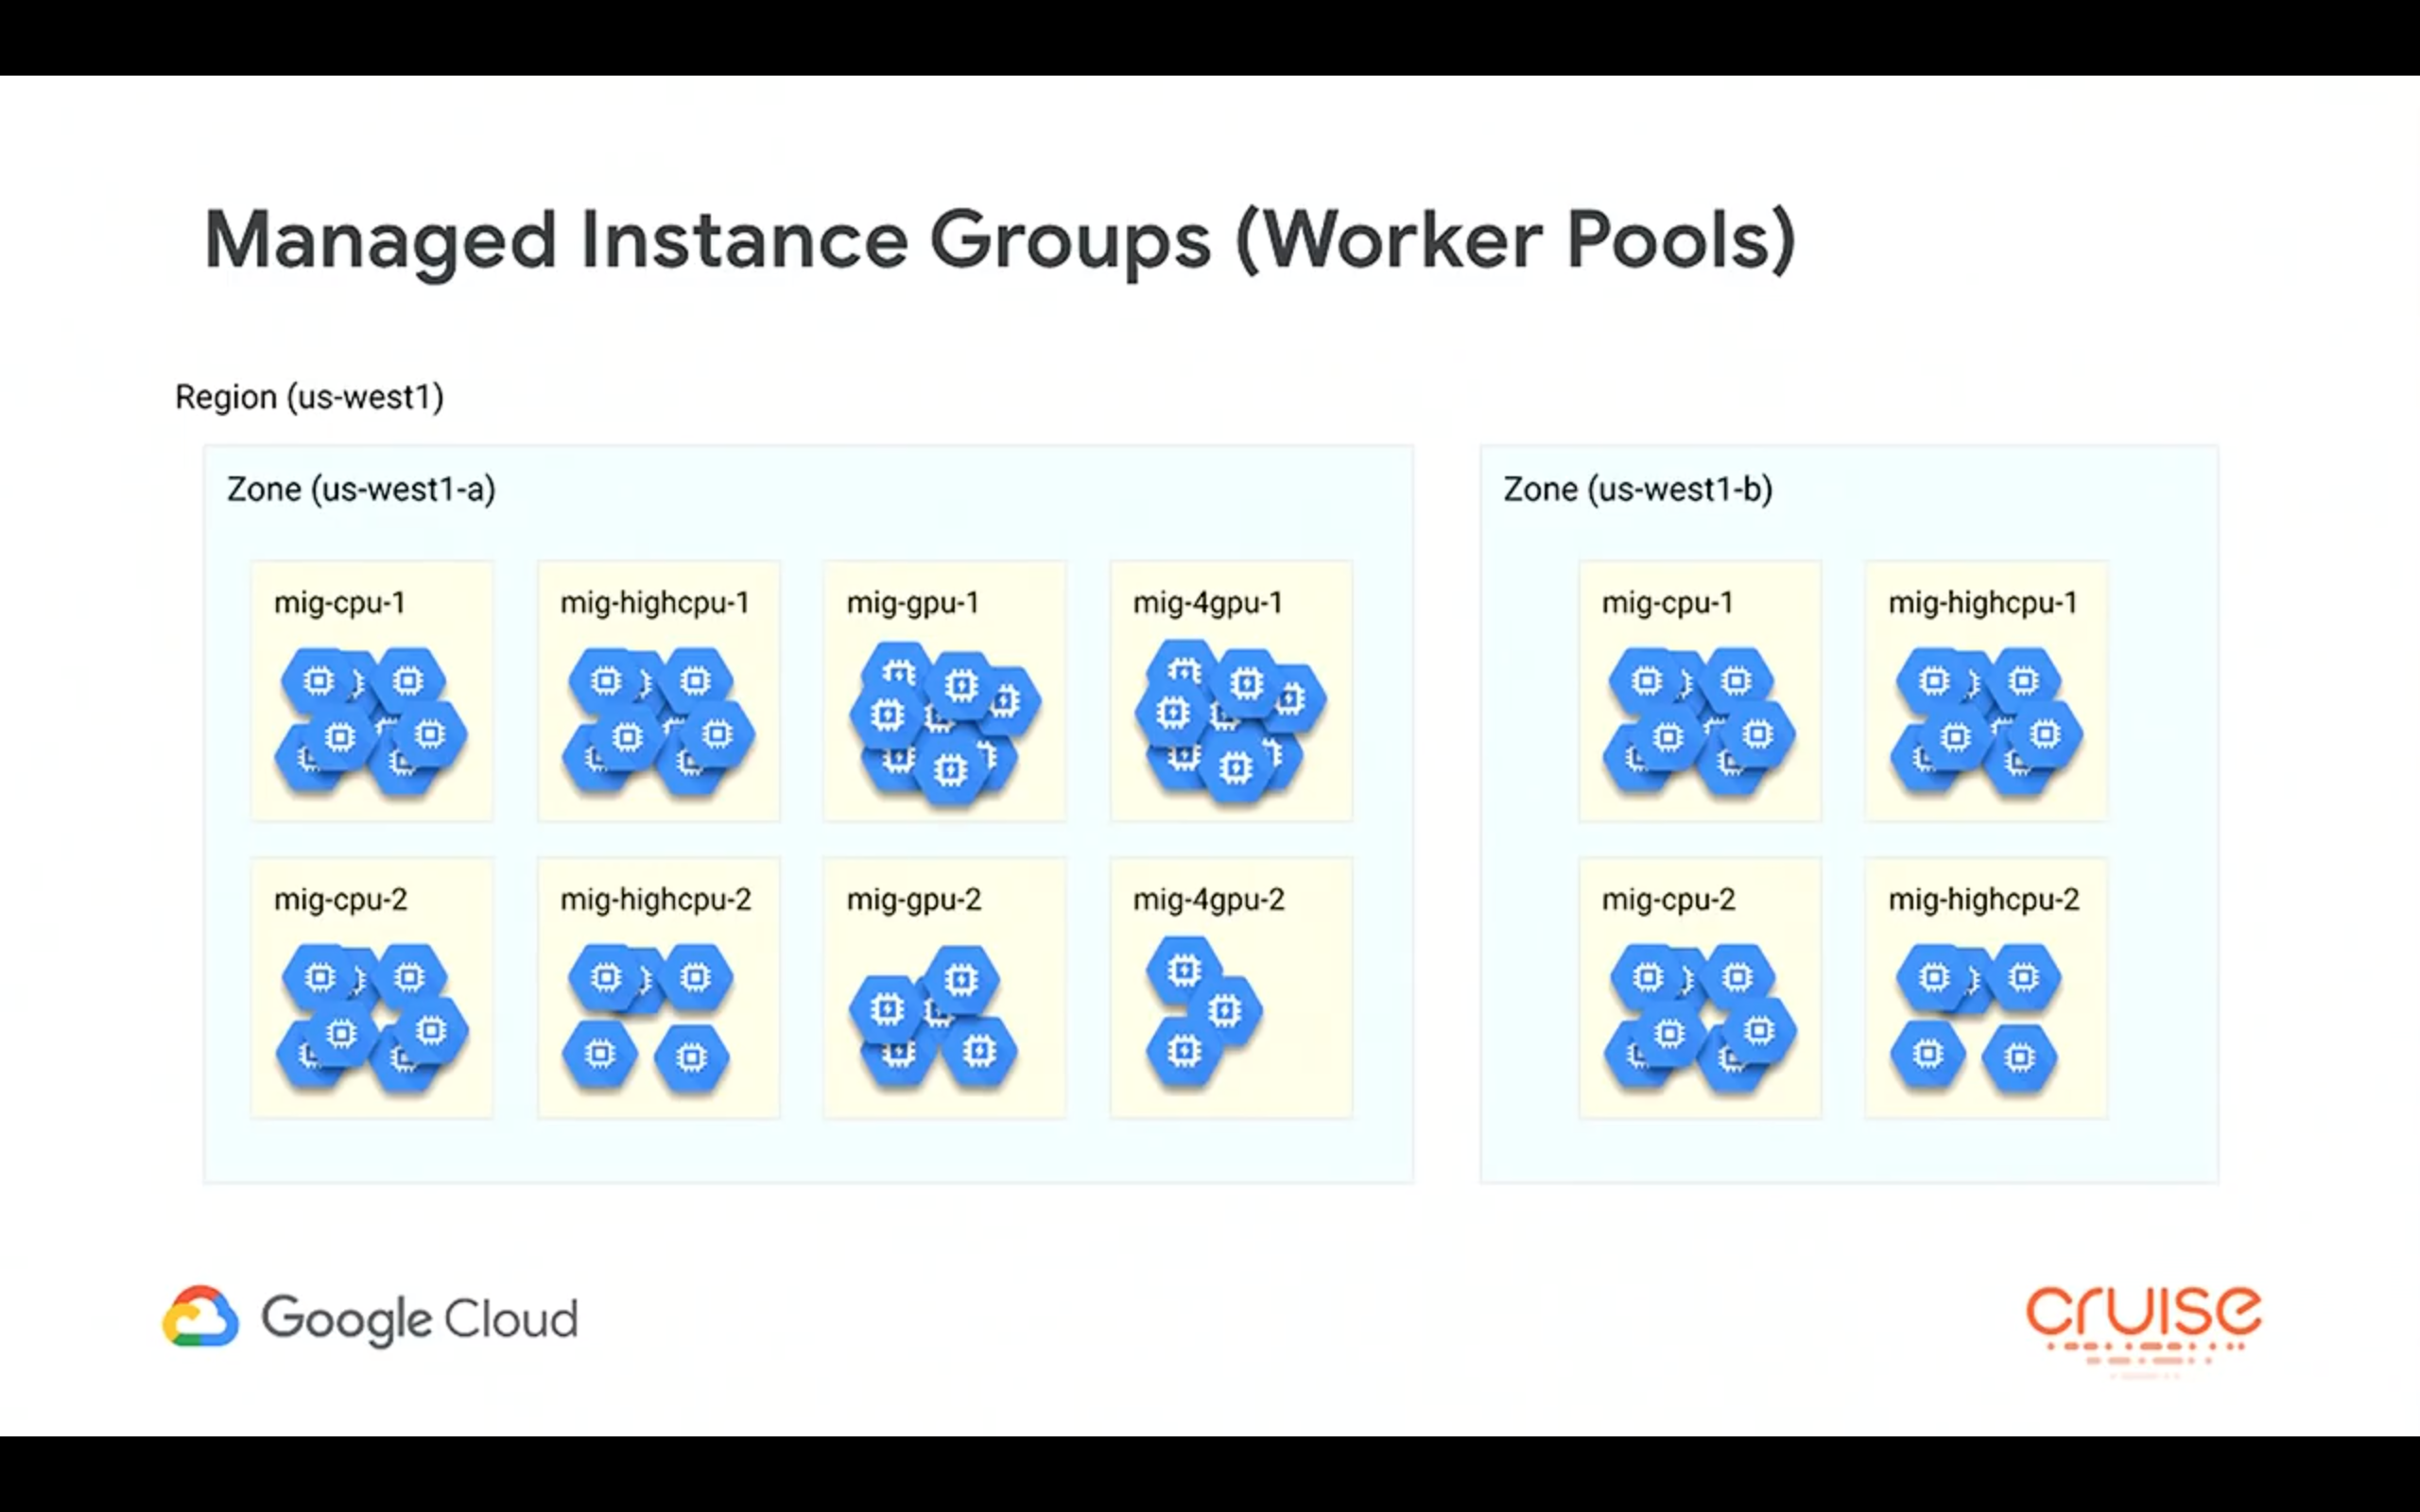 Managed Instance Groups (Worker Pools)
Region (us-west1)
Zone (us-west1-a)
mig-cpu-1
mig-highcpu-1
mig-gpu-1
mig-4gpu-1
mig-cpu-2
mig-highcpu-2
mig-gpu-2
mig-4gpu-2
Zone (us-west1-b)
mig-cpu-1
mig-highcpu-1
mig-cpu-2
mig-highcpu-2
Google Cloud
cruise